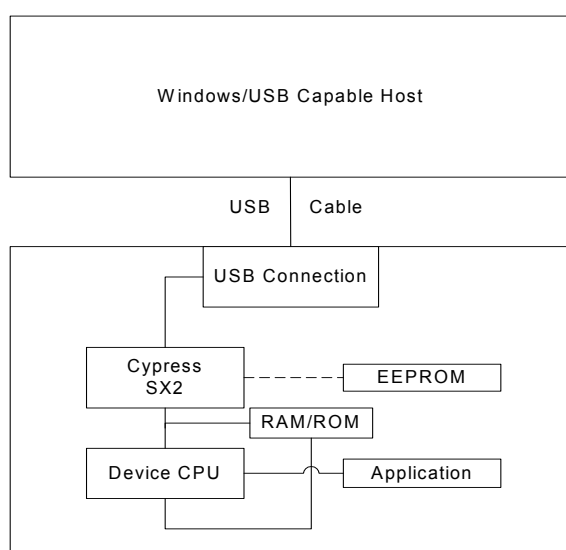 Windows/USB Capable Host
USB Cable
USB Connection
Cypress
SX2
EEPROM
RAM/ROM
Device CPU
Application